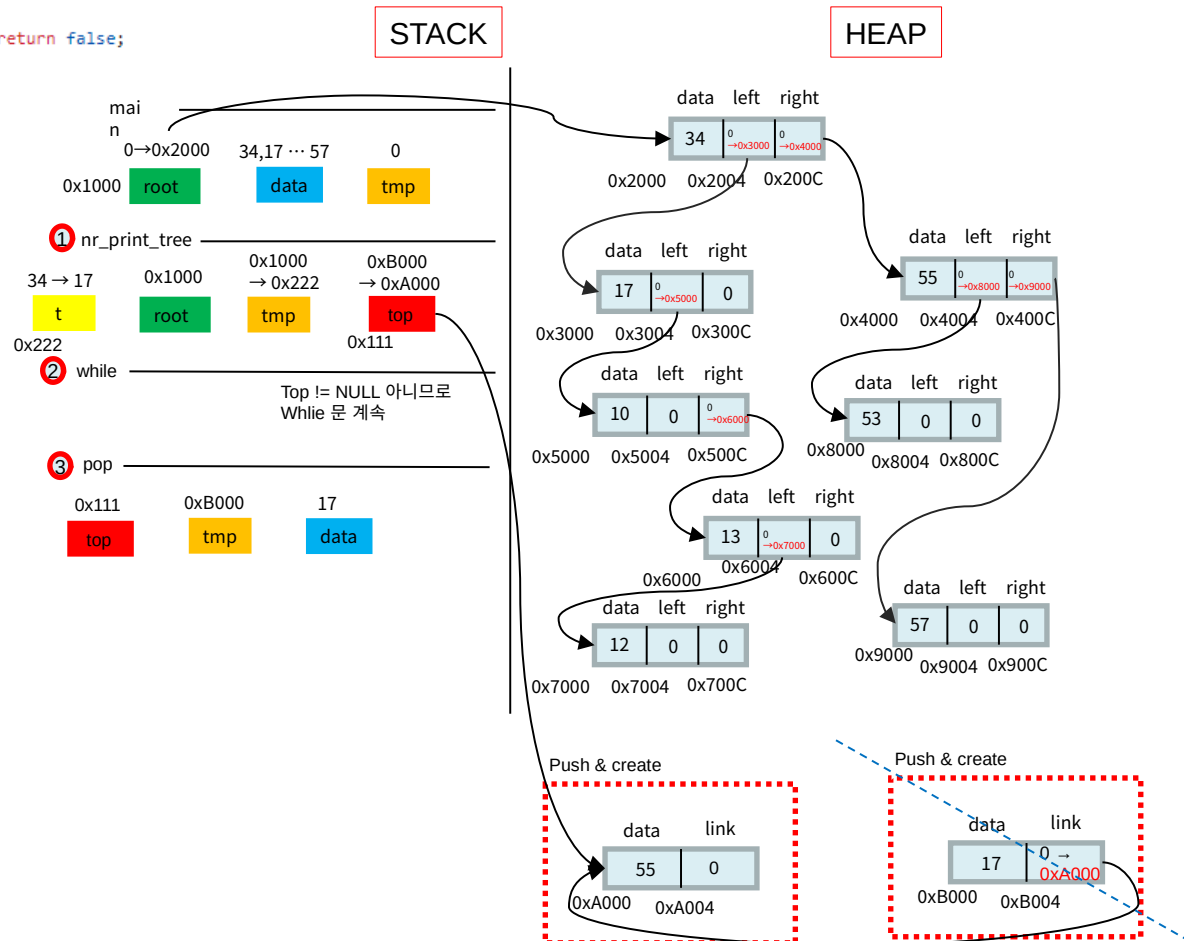 return false;
STACK
HEAP
mai
n
0→0x2000
34,17 ⋯ 57
0
0x1000
root
data
tmp
1 nr_print_tree
34 → 17
0x1000
0x1000
→ 0x222
0xB000
→ 0xA000
t
root
tmp
top
0x222
0x111
2 while
Top != NULL 아니므로
Whlie 문 계속
3 pop
0x111
0xB000
17
top
tmp
data
data left right
34
0
→0x3000
0
→0x4000
0x2000 0x2004 0x200C
data left right
17
0
→0x5000
0
0x3000 0x3004 0x300C
data left right
55
0
→0x8000
0
→0x9000
0x4000 0x4004 0x400C
data left right
10
0
0
→0x6000
0x5000 0x5004 0x500C
data left right
53 0 0
0x8000 0x8004 0x800C
data left right
13
0
→0x7000
0
0x6000 0x6004 0x600C
data left right
12 0 0
0x7000 0x7004 0x700C
data left right
57 0 0
0x9000 0x9004 0x900C
Push & create
data link
55 0
0xA000 0xA004
Push & create
data link
17
0 →
0xA000
0xB000 0xB004